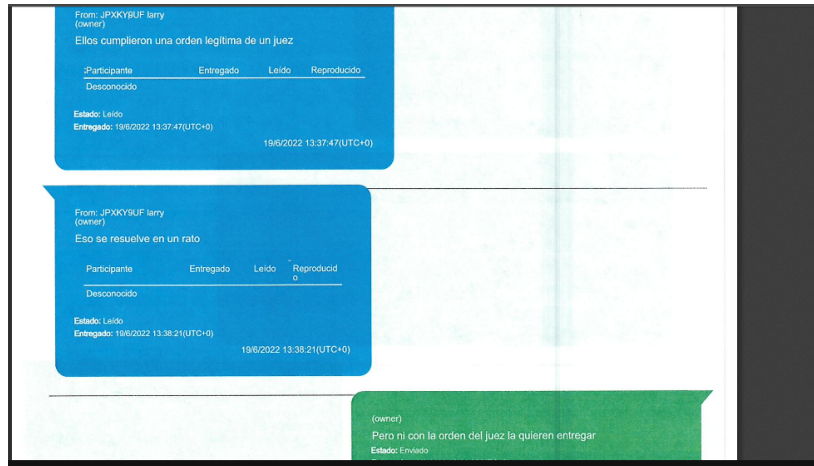 From: JPXKY9UF larry
(owner)
Ellos cumplieron una orden legítima de un juez
:Participante Entregado Leído Reproducido
Desconocido
Estado: Leído
Entregado: 19/6/2022 13:37:47(UTC+0)
19/6/2022 13:37:47(UTC+0)
From: JPXKY9UF larry
(owner)
Eso se resuelve en un rato
Participante Entregado Leído Reproducid
o
Desconocido
Estado: Leído
Entregado: 19/6/2022 13:38:21(UTC+0)
19/6/2022 13:38:21(UTC+0)
(owner)
Pero ni con la orden del juez la quieren entregar
Estado: Enviado